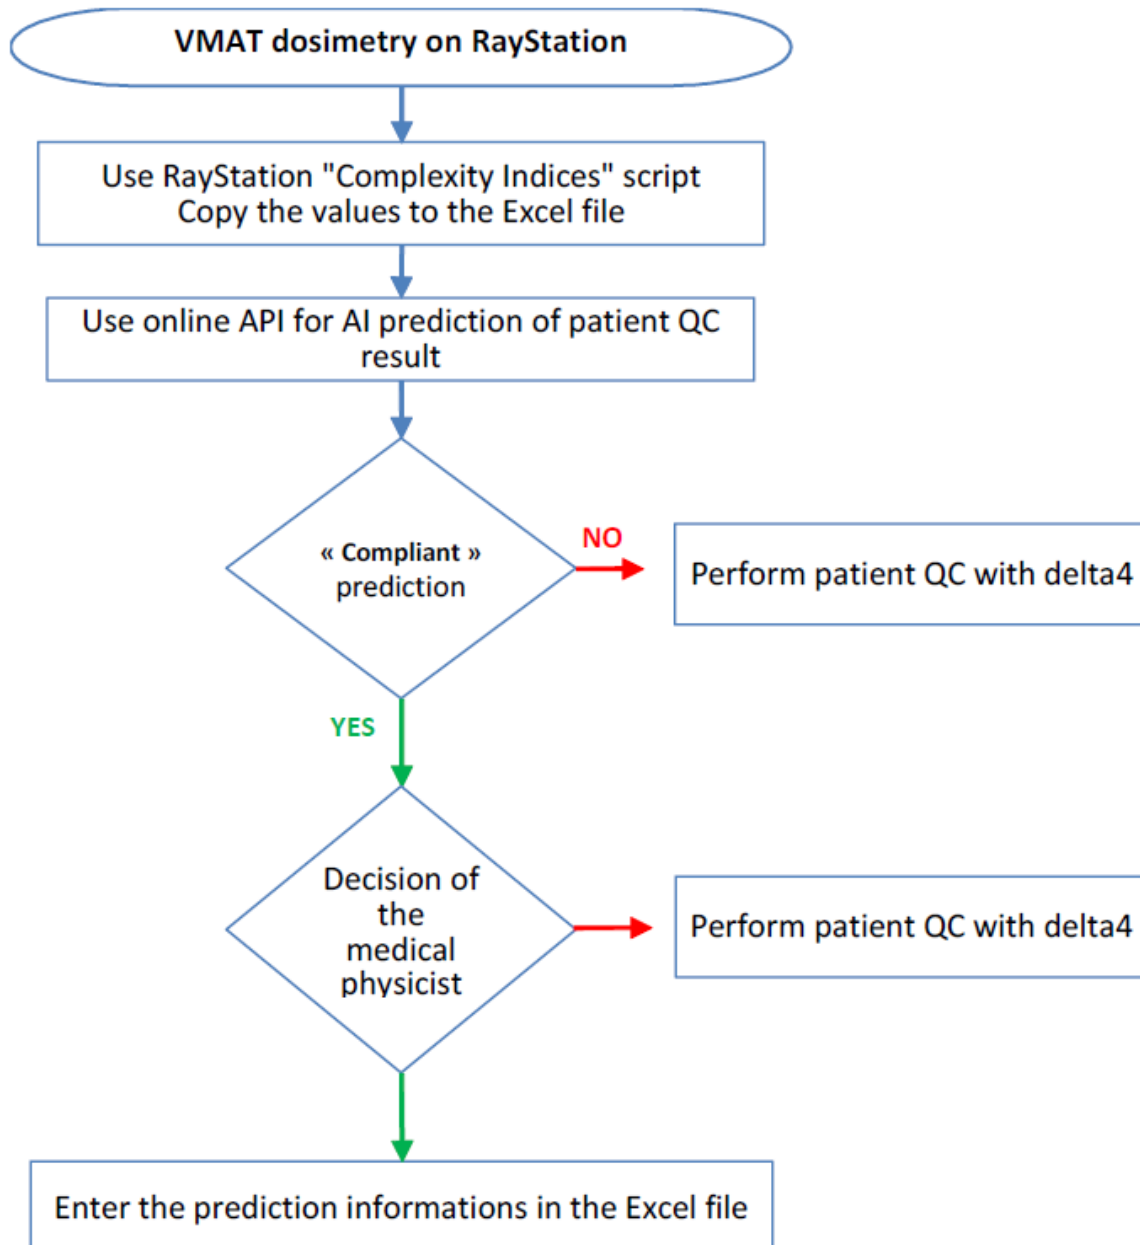 VMAT dosimetry on RayStation
Use RayStation "Complexity Indices" script
Copy the values to the Excel file
Use online API for AI prediction of patient QC
result
« Compliant »
prediction
NO
Perform patient QC with delta4
YES
Decision of
the
medical
physicist
Perform patient QC with delta4
Enter the prediction informations in the Excel file